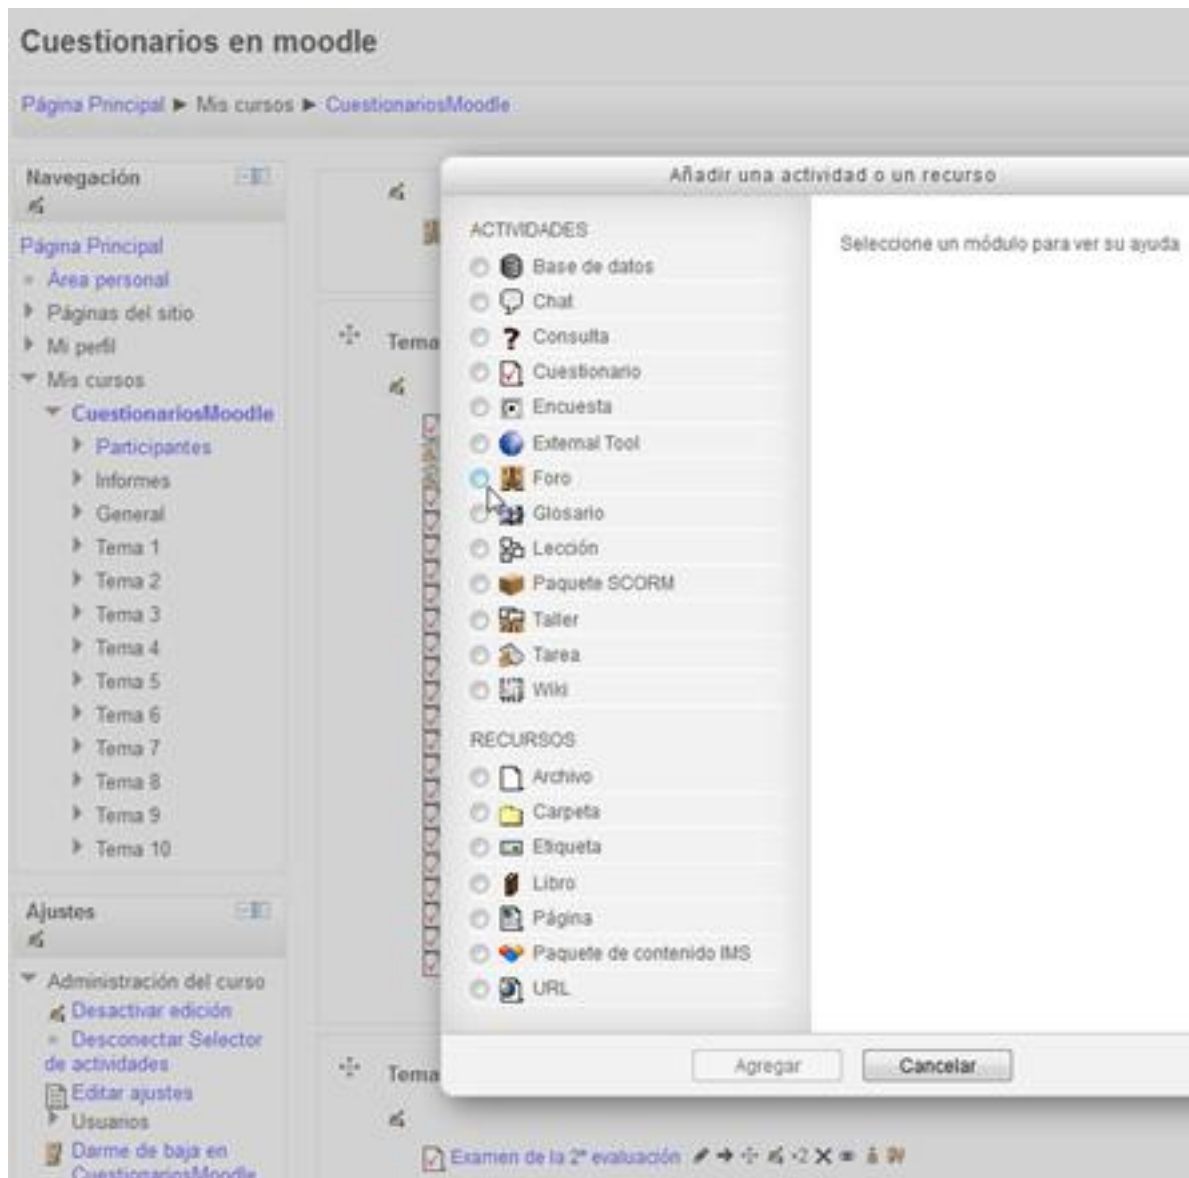 Cuestionarios en moodle
Página Principal ► Mis cursos ► CuestionariosMoodle
Navegación
Página Principal
Área personal
Páginas del sitio
Mi perfil
Mis cursos
CuestionariosMoodle
Participantes
Informes
General
Tema 1
Tema 2
Tema 3
Tema 4
Tema 5
Tema 6
Tema 7
Tema 8
Tema 9
Tema 10
Ajustes
Administración del curso
Desactivar edición
Desconectar Selector
de actividades
Editar ajustes
Usuarios
Darme de baja en
CuestionariosMoodle
Tema
Tema
Examen de la 2ª evaluación
Añadir una actividad o un recurso
ACTIVIDADES
Base de datos
Chat
Consulta
Cuestionario
Encuesta
External Tool
Foro
Glosario
Lección
Paquete SCORM
Taller
Tarea
Wiki
RECURSOS
Archivo
Carpeta
Etiqueta
Libro
Página
Paquete de contenido IMS
URL
Seleccione un módulo para ver su ayuda
Agregar
Cancelar